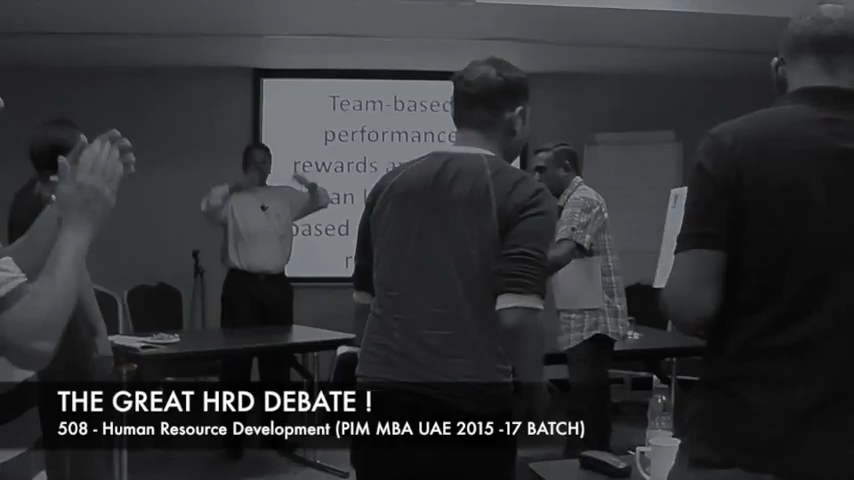 Team-based
performance
rewards a
an
based
r
THE GREAT HRD DEBATE !
508 - Human Resource Development (PIM MBA UAE 2015 -17 BATCH)